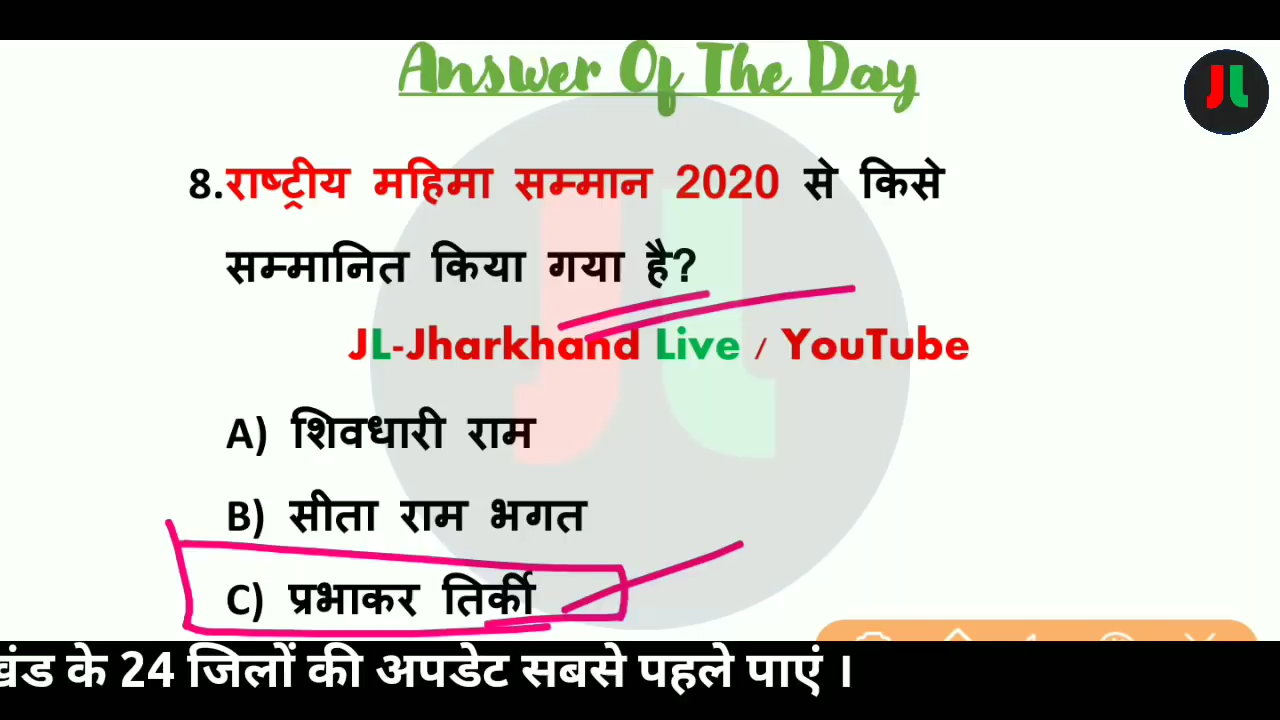 Answer Of The Day
JL
8.राष्ट्रीय महिमा सम्मान 2020 से किसे
सम्मानित किया गया है?
JL-Jharkhand Live / YouTube
A) शिवधारी राम
B) सीता राम भगत
C) प्रभाकर तिर्की
खंड के 24 जिलों की अपडेट सबसे पहले पाएं ।